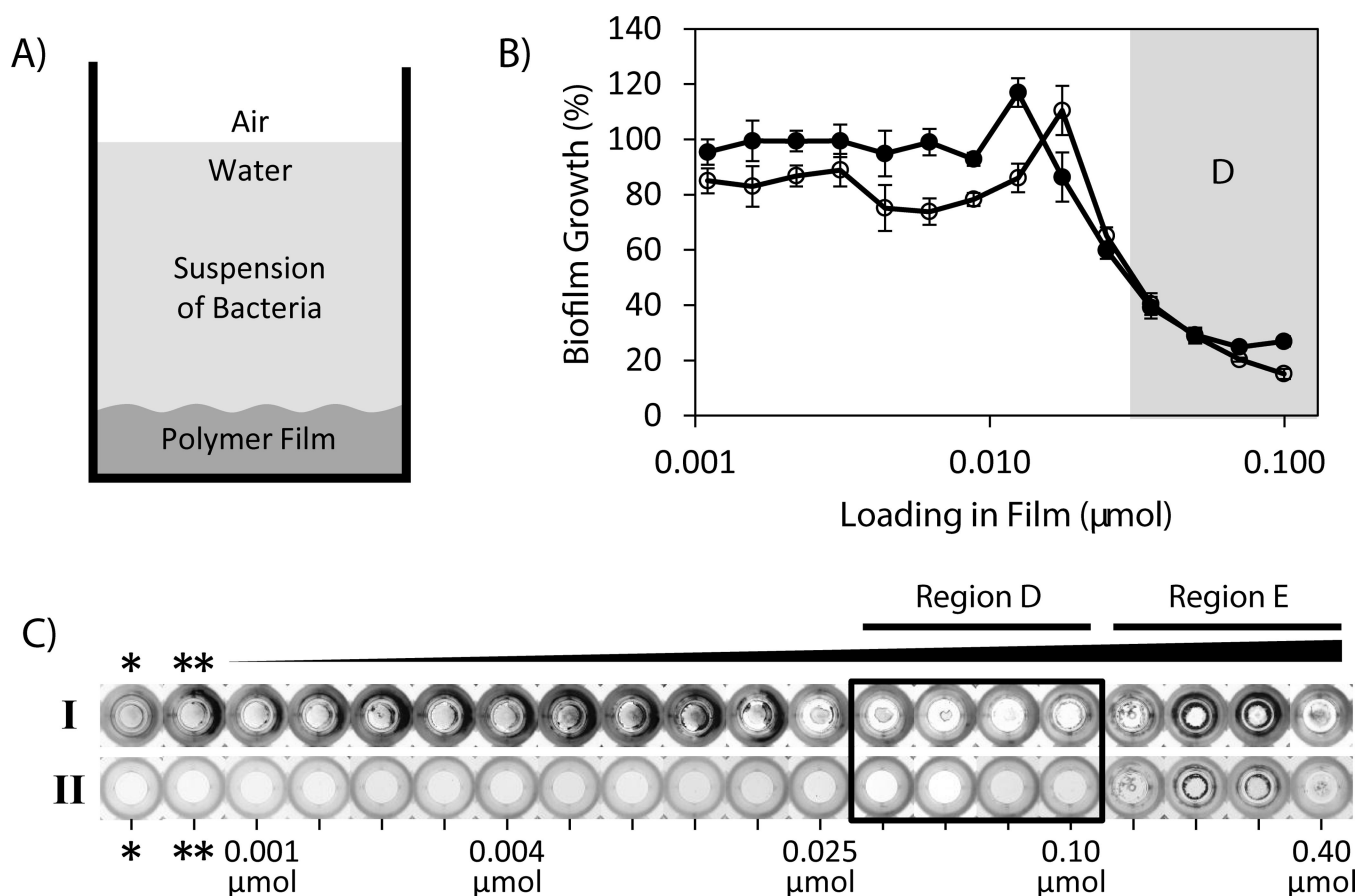 A)
Air
Water
Suspension
of Bacteria
Polymer Film
B)
Biofilm Growth (%)
140
120
100
80
60
40
20
0
D
0.001 0.010 0.100
Loading in Film (µmol)
C)
Region D Region E
* **
I
II
* ** 0.001 0.004 0.025 0.10 0.40
µmol µmol µmol µmol µmol